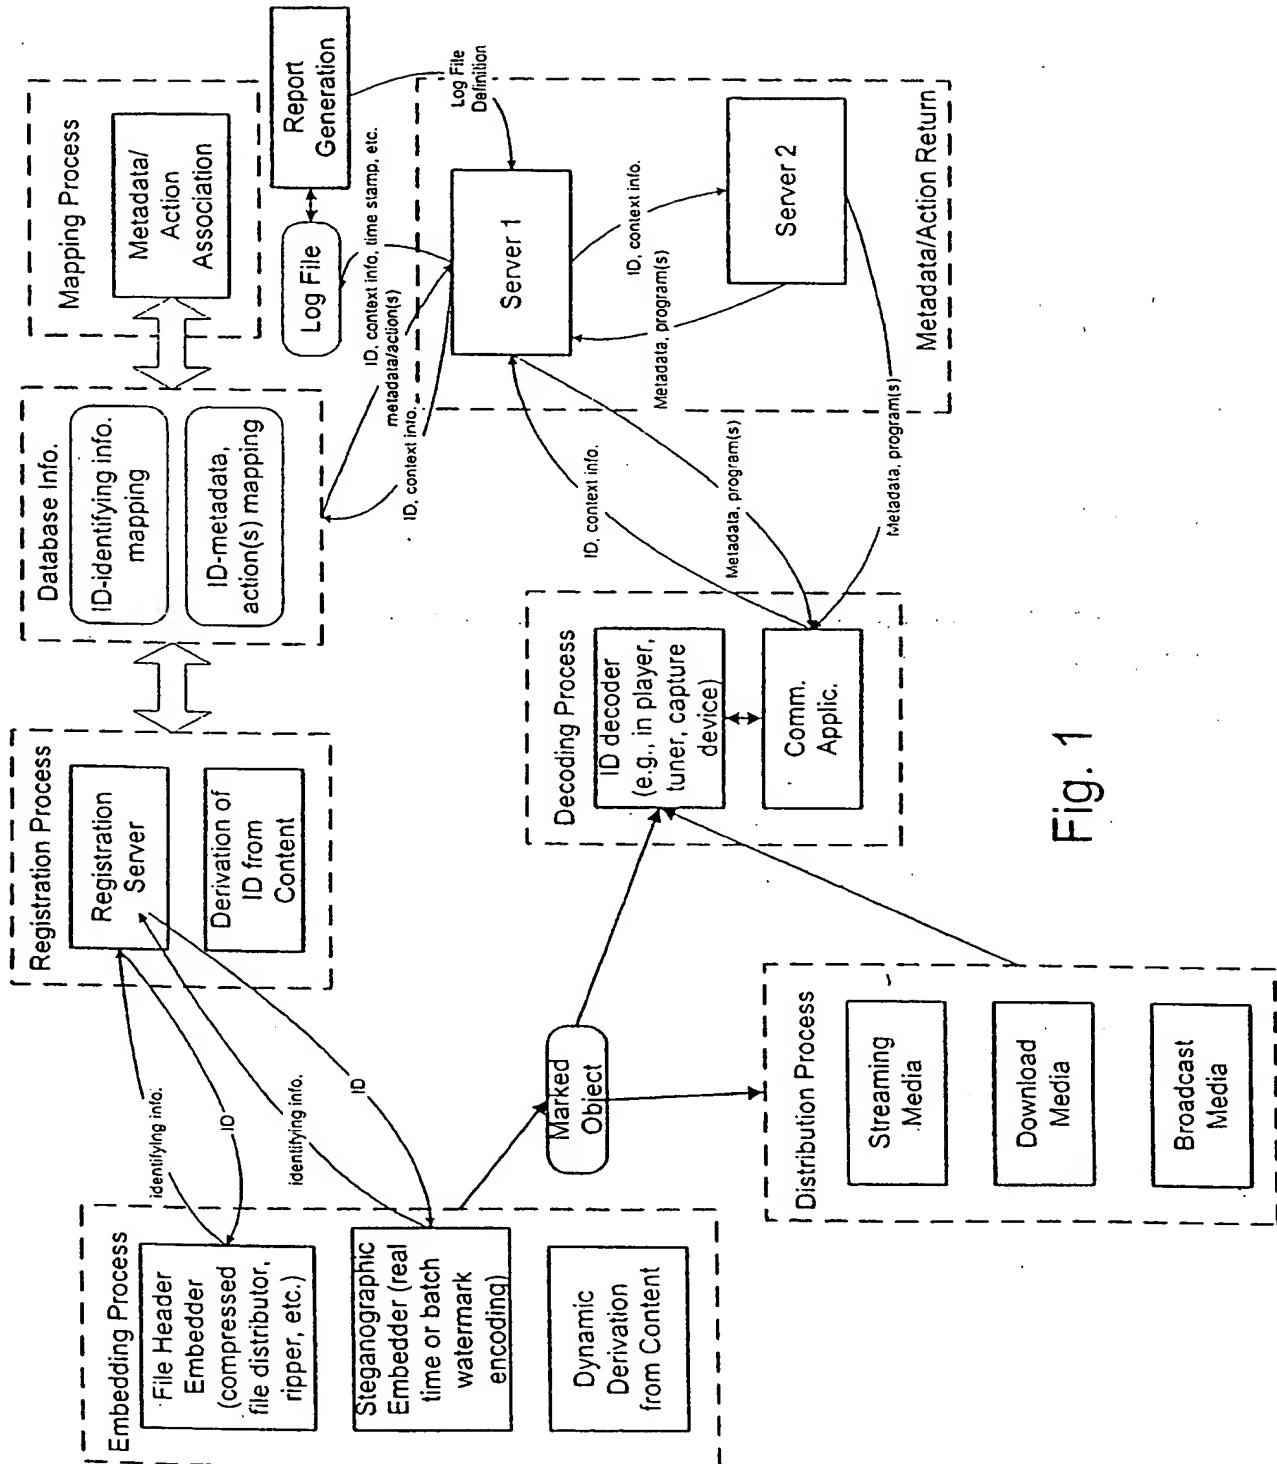 Embedding Process
File Header
Embedder
(compressed
file distributor,
ripper, etc.)
Steganographic
Embedder (real
time or batch
watermark
encoding)
Dynamic
Derivation
from Content
identifying info.
ID
identifying info.
ID
Registration Process
Registration
Server
Derivation of
ID from
Content
Database Info.
ID-identifying info.
mapping
ID-metadata,
action(s) mapping
Mapping Process
Metadata/
Action
Association
Marked
Object
Distribution Process
Streaming
Media
Download
Media
Broadcast
Media
Decoding Process
ID decoder
(e.g., in player,
tuner, capture
device)
Comm.
Applic.
ID, context info.
metadata/action(s)
ID, context info, time stamp, etc.
Log File
Report
Generation
Log File
Definition
Server 1
ID, context info.
Metadata, program(s)
ID, context info.
Metadata, program(s)
Server 2
Metadata, program(s)
Metadata/Action Return
Fig. 1